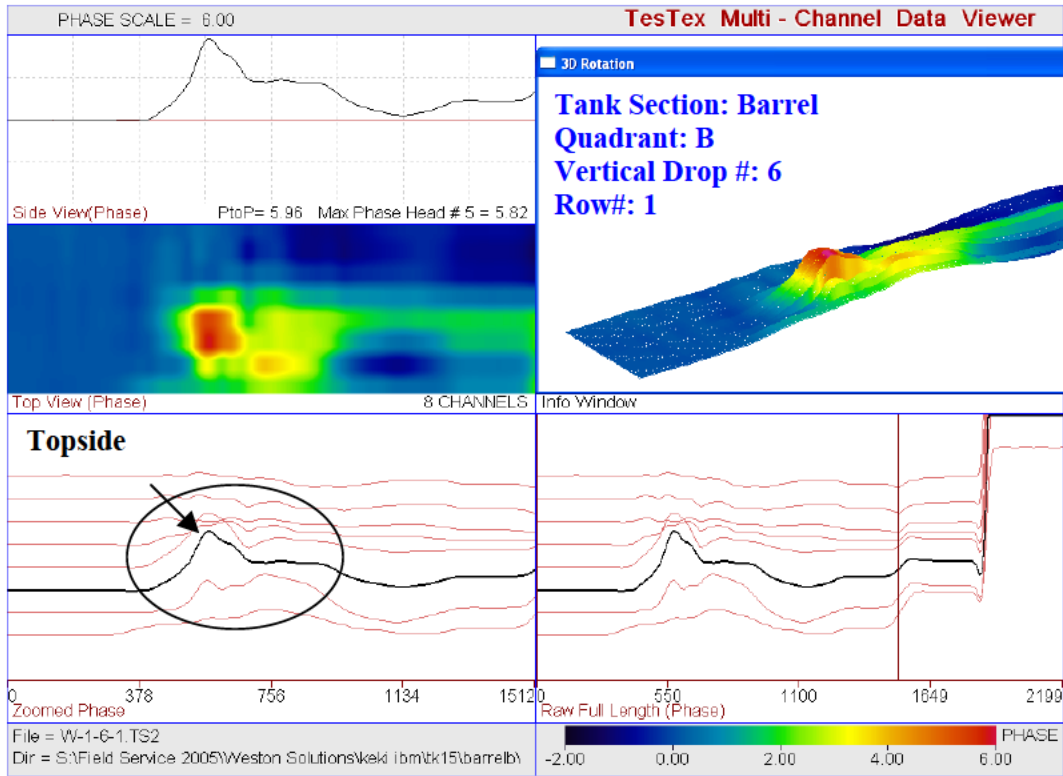 PHASE SCALE = 6.00
TesTex Multi - Channel Data Viewer
Side View(Phase) PtoP= 5.96 Max Phase Head # 5 = 5.82
3D Rotation
Tank Section: Barrel
Quadrant: B
Vertical Drop #: 6
Row#: 1
Top View (Phase) 8 CHANNELS
Info Window
Topside
0 378 756 1134 1512
Zoomed Phase
0 550 1100 1649 2199
Raw Full Length (Phase)
File = W-1-6-1.TS2
Dir = S:\Field Service 2005\Weston Solutions\keki ibm\tk15\barrelb\
PHASE
-2.00 0.00 2.00 4.00 6.00